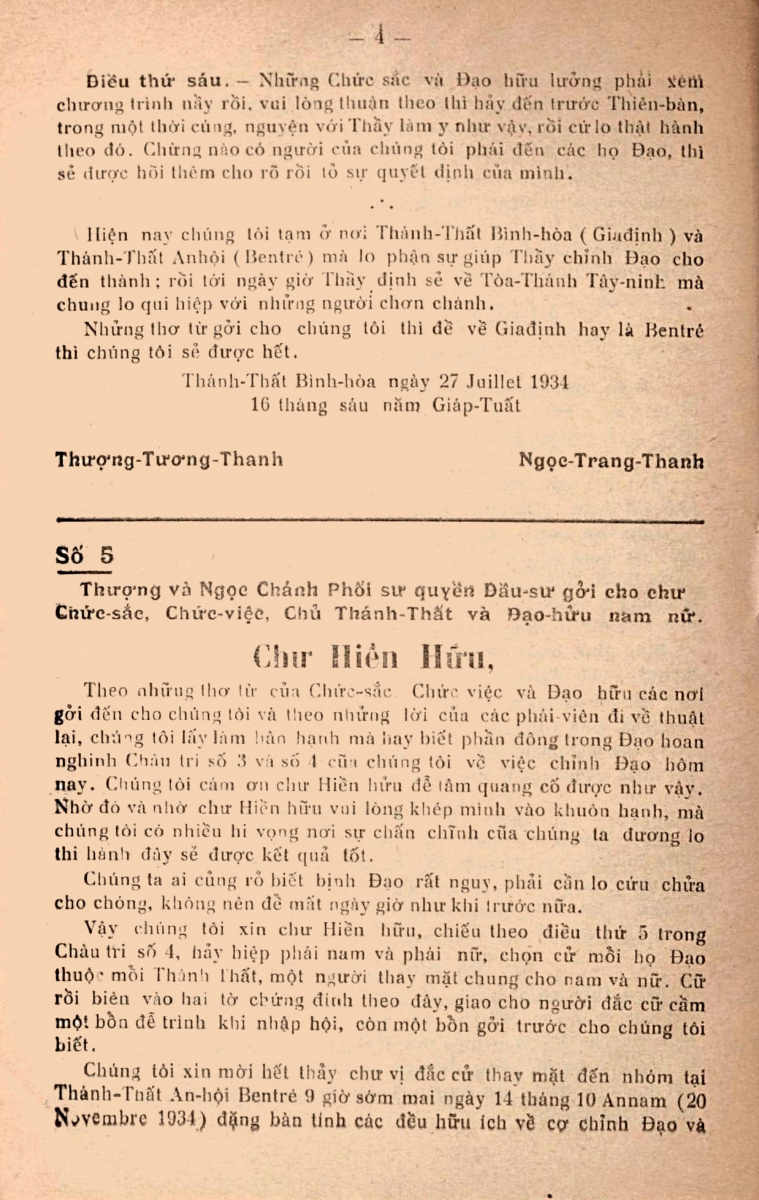 — 4 —
Điều thứ sáu. — Những Chức sắc và Đạo hữu lưởng phải xem
chương trình nầy rồi, vui lòng thuận theo thì hảy đến trước Thiên-bàn,
trong một thời cúng, nguyện với Thầy làm y như vậy, rồi cứ lo thật hành
theo đó. Chừng nào có người của chúng tôi phái đến các họ Đạo, thì
sẻ được hỏi thêm cho rõ rồi tỏ sự quyết định của mình.
Hiện nay chúng tôi tạm ở nơi Thánh-Thất Bình-hòa ( Giađịnh ) và
Thánh-Thất Anhội ( Bentré ) mà lo phận sự giúp Thầy chỉnh Đạo cho
đến thành ; rồi tới ngày giờ Thầy định sẻ về Tòa-Thánh Tây-ninh mà
chung lo qui hiệp với nhửng người chơn chánh.
Nhửng thơ từ gởi cho chúng tôi thì đề về Giađịnh hay là Bentré
thì chúng tôi sẻ được hết.
Thánh-Thất Bình-hòa ngày 27 Juillet 1934
16 tháng sáu năm Giáp-Tuất
Thượng-Tương-Thanh Ngọc-Trang-Thanh
Số 5
Thượng và Ngọc Chánh Phối sư quyền Đầu-sư gởi cho chư
Chức-sắc, Chức-việc, Chủ Thánh-Thất và Đạo-hửu nam nữ.
Chư Hiền Hữu,
Theo những thơ từ của Chức-sắc Chức việc và Đạo hữu các nơi
gởi đến cho chúng tôi và theo nhửng lời của các phái-viên đi về thuật
lại, chúng tôi lấy làm hân hạnh mà hay biết phần đông trong Đạo hoan
nghinh Châu tri số 3 và số 4 cũa chúng tôi về việc chỉnh Đạo hôm
nay. Chúng tôi cám ơn chư Hiền hửu để tâm quang cố được như vậy.
Nhờ đó và nhờ chư Hiền hữu vui lòng khép mình vào khuôn hạnh, mà
chúng tôi có nhiều hi vọng nơi sự chấn chĩnh cũa chúng ta đương lo
thi hành đây sẻ được kết quả tốt.
Chúng ta ai cũng rỏ biết bịnh Đạo rất nguy, phải cần lo cứu chửa
cho chóng, không nên để mất ngày giờ như khi trước nữa.
Vậy chúng tôi xin chư Hiền hữu, chiếu theo điều thứ 5 trong
Châu tri số 4, hảy hiệp phái nam và phái nữ, chọn cử mỗi họ Đạo
thuộc mỗi Thánh Thất, một người thay mặt chung cho nam và nữ. Cữ
rồi biên vào hai tờ chứng đính theo đây, giao cho người đắc cữ cầm
một bổn để trình khi nhập hội, còn một bổn gởi trước cho chúng tôi
biết.
Chúng tôi xin mời hết thảy chư vị đắc cử thay mặt đến nhóm tại
Thánh-Thất An-hội Bentré 9 giờ sớm mai ngày 14 tháng 10 Annam (20
Novembre 1934) đặng bàn tính các đều hữu ích về cợ chỉnh Đạo và